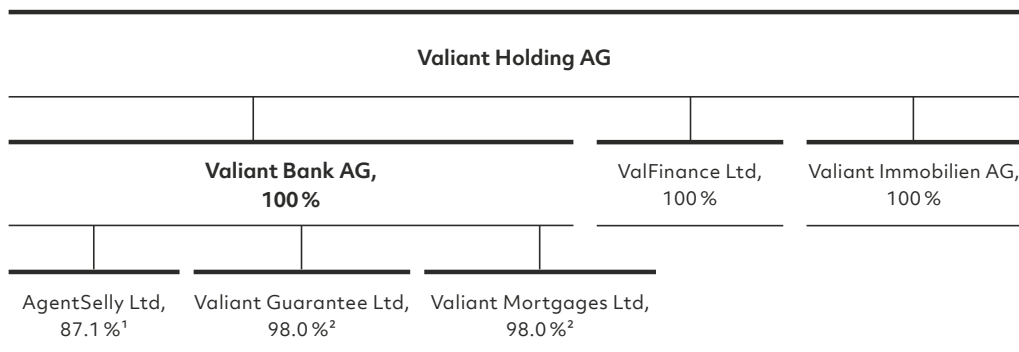 Valiant Holding AG
Valiant Bank AG,
100 %
ValFinance Ltd,
100 %
Valiant Immobilien AG,
100 %
AgentSelly Ltd,
87.1 %¹
Valiant Guarantee Ltd,
98.0 %²
Valiant Mortgages Ltd,
98.0 %²